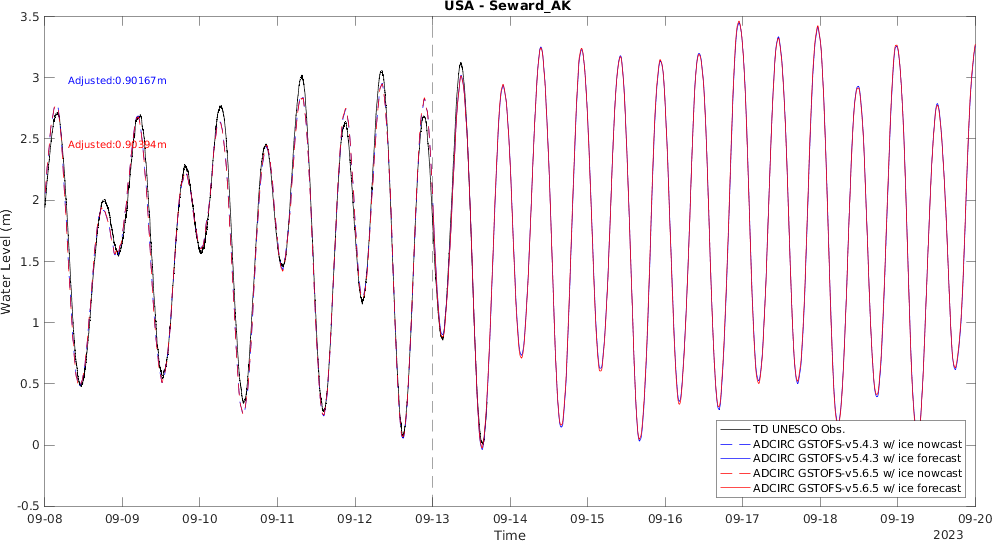 USA - Seward_AK
3.5
3
2.5
2
1.5
1
0.5
0
-0.5
Water Level (m)
Adjusted:0.90167m
Adjusted:0.90394m
TD UNESCO Obs.
ADCIRC GSTOFS-v5.4.3 w/ ice nowcast
ADCIRC GSTOFS-v5.4.3 w/ ice forecast
ADCIRC GSTOFS-v5.6.5 w/ ice nowcast
ADCIRC GSTOFS-v5.6.5 w/ ice forecast
09-08 09-09 09-10 09-11 09-12 09-13 09-14 09-15 09-16 09-17 09-18 09-19 09-20
Time
2023